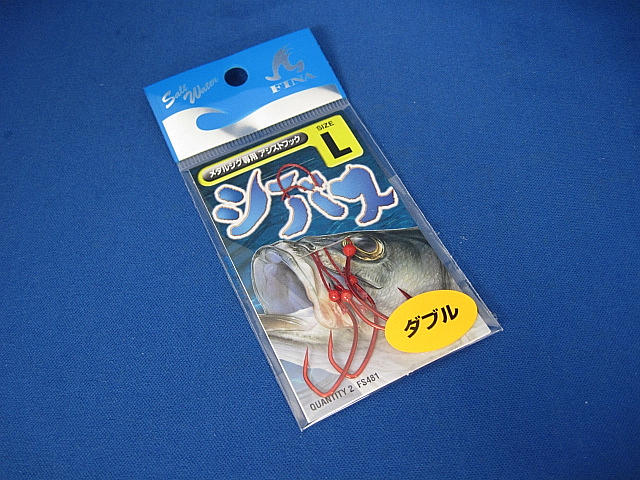 Salt Water
FINA
SIZE
L
メタルジグ専用 アシストフック
シーバス
ダブル
QUANTITY 2 FS481